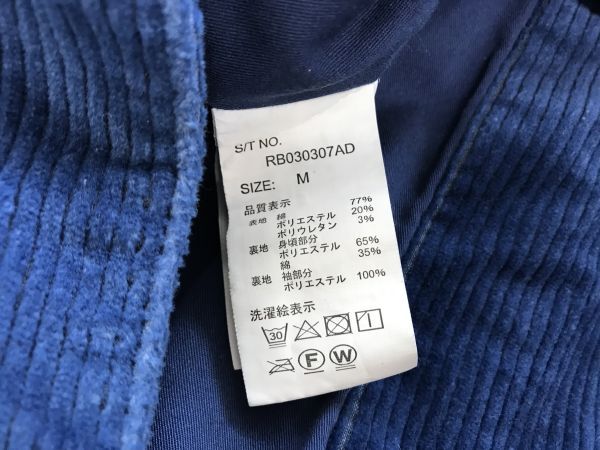 S/T NO.
RB030307AD
SIZE: M
品質表示
表地 綿 77%
ポリエステル 20%
ポリウレタン 3%
裏地 身頃部分
ポリエステル 65%
綿 35%
裏地 袖部分
ポリエステル 100%
洗濯絵表示
30
F W